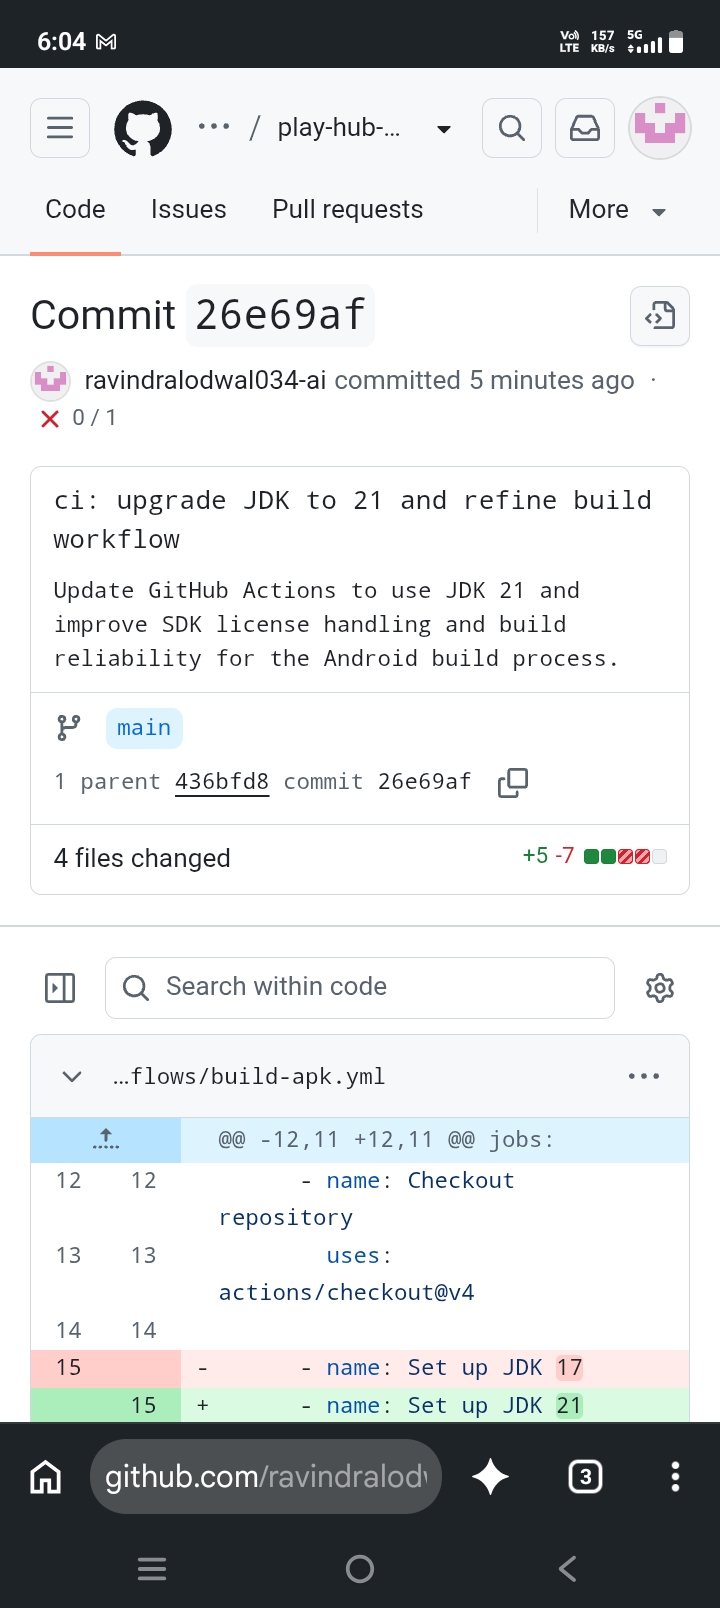 6:04
Vo)) LTE 157 KB/s 5G
... / play-hub-...
Code Issues Pull requests More
Commit 26e69af
ravindralodwal034-ai committed 5 minutes ago ·
0 / 1
ci: upgrade JDK to 21 and refine build
workflow
Update GitHub Actions to use JDK 21 and
improve SDK license handling and build
reliability for the Android build process.
main
1 parent 436bfd8 commit 26e69af
4 files changed +5 -7
Search within code
...flows/build-apk.yml
@@ -12,11 +12,11 @@ jobs:
12 12 - name: Checkout
repository
13 13 uses:
actions/checkout@v4
14 14
15 - - name: Set up JDK 17
15 + - name: Set up JDK 21
github.com/ravindralodw
3